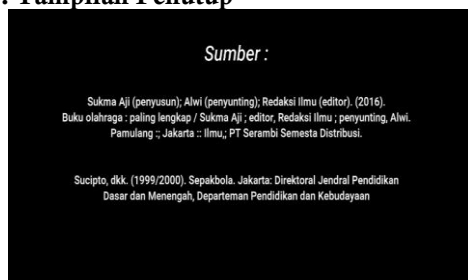 . Tampilan Penutup
Sumber :
Sukma Aji (penyusun); Alwi (penyunting); Redaksi Ilmu (editor). (2016).
Buku olahraga : paling lengkap / Sukma Aji ; editor, Redaksi Ilmu ; penyunting, Alwi.
Pamulang :; Jakarta :: Ilmu,; PT Serambi Semesta Distribusi.
Sucipto, dkk. (1999/2000). Sepakbola. Jakarta: Direktoral Jendral Pendidikan
Dasar dan Menengah, Departeman Pendidikan dan Kebudayaan